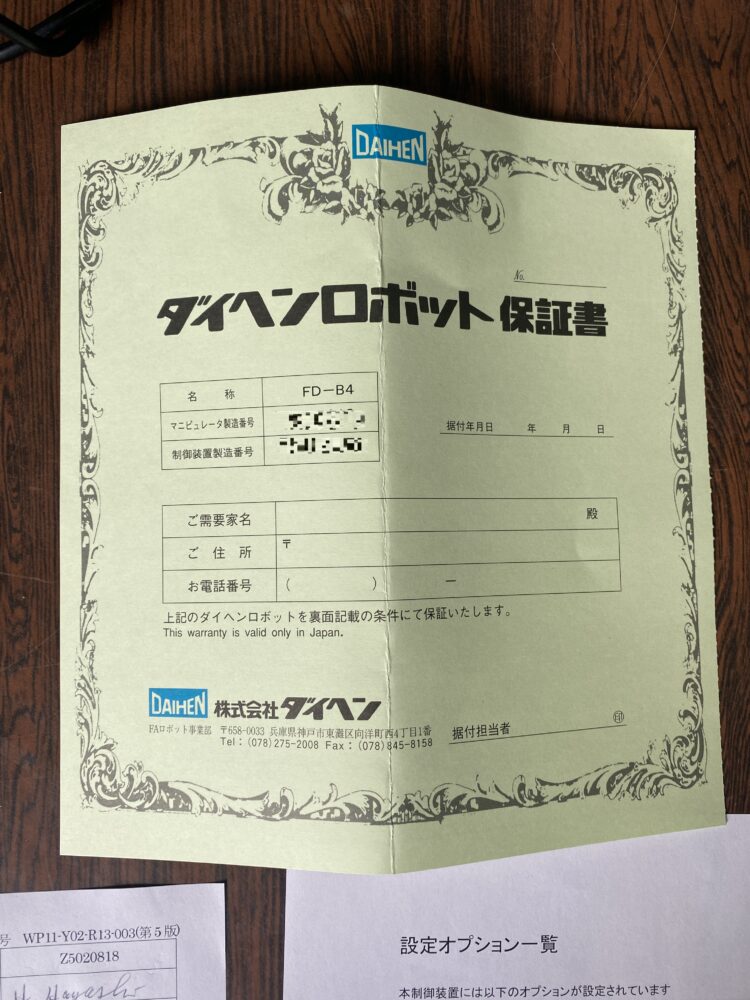 DAIHEN
No.
ダイヘンロボット 保証書
名 称 FD-B4
マニピュレータ製造番号
制御装置製造番号
据付年月日 年 月 日
ご需要家名 殿
ご住所 〒
お電話番号 ( ) ー
上記のダイヘンロボットを裏面記載の条件にて保証いたします。
This warranty is valid only in Japan.
DAIHEN 株式会社ダイヘン
FAロボット事業部 〒658-0033 兵庫県神戸市東灘区向洋町西4丁目1番
Tel:(078)275-2008 Fax:(078)845-8158
据付担当者 印
号 WP11-Y02-R13-003(第5版)
Z5020818
H. Hayashi
設定オプション一覧
本制御装置には以下のオプションが設定されています